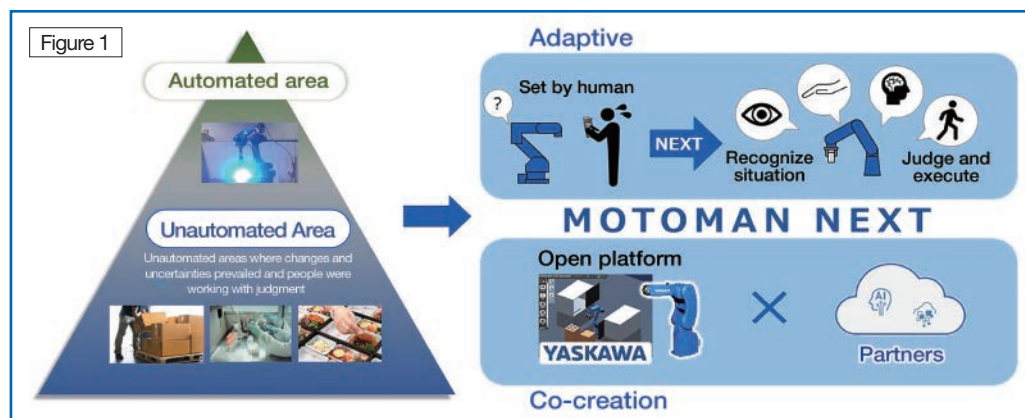 Figure 1
Automated area
Unautomated Area
Unautomated areas where changes and
uncertainties prevailed and people were
working with judgment
Adaptive
Set by human
?
NEXT
Recognize
situation
Judge and
execute
MOTOMAN NEXT
Open platform
YASKAWA
×
AI
Partners
Co-creation